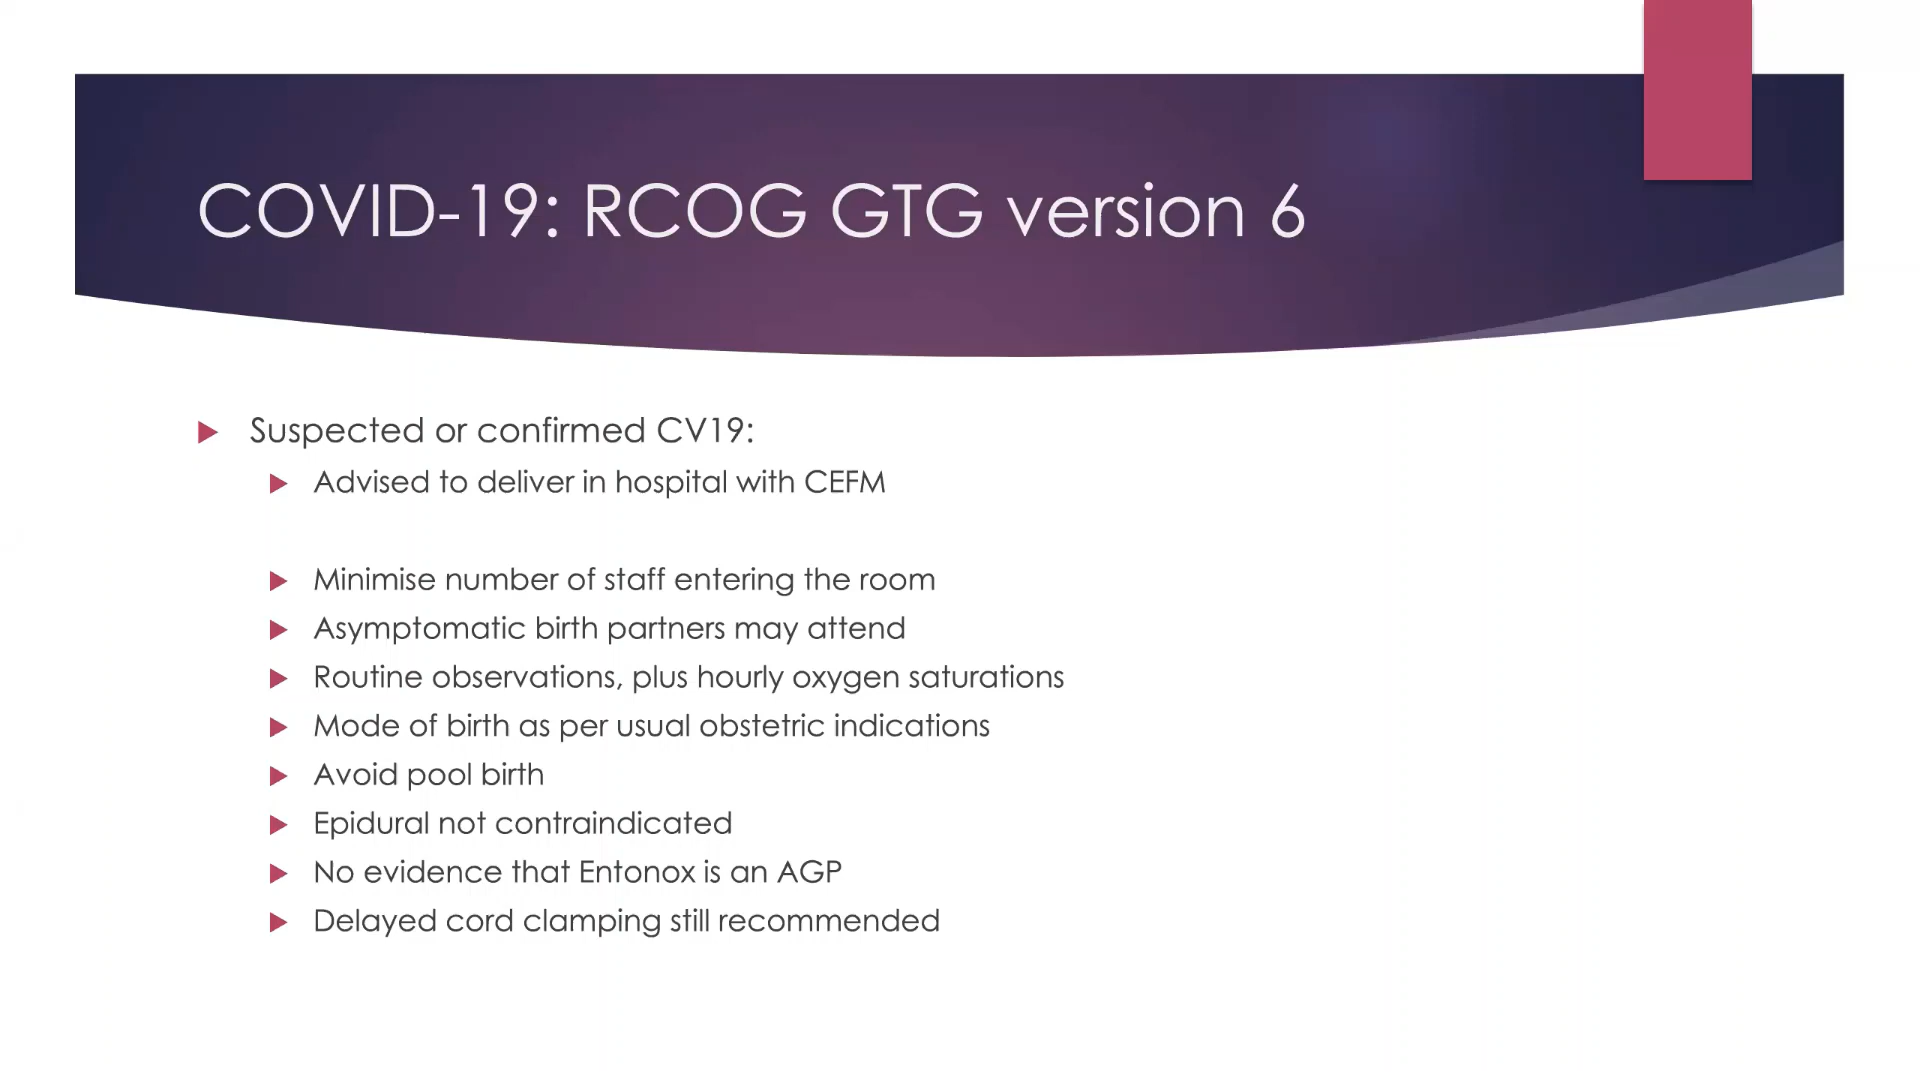 COVID-19: RCOG GTG version 6
Suspected or confirmed CV19:
Advised to deliver in hospital with CEFM
Minimise number of staff entering the room
Asymptomatic birth partners may attend
Routine observations, plus hourly oxygen saturations
Mode of birth as per usual obstetric indications
Avoid pool birth
Epidural not contraindicated
No evidence that Entonox is an AGP
Delayed cord clamping still recommended